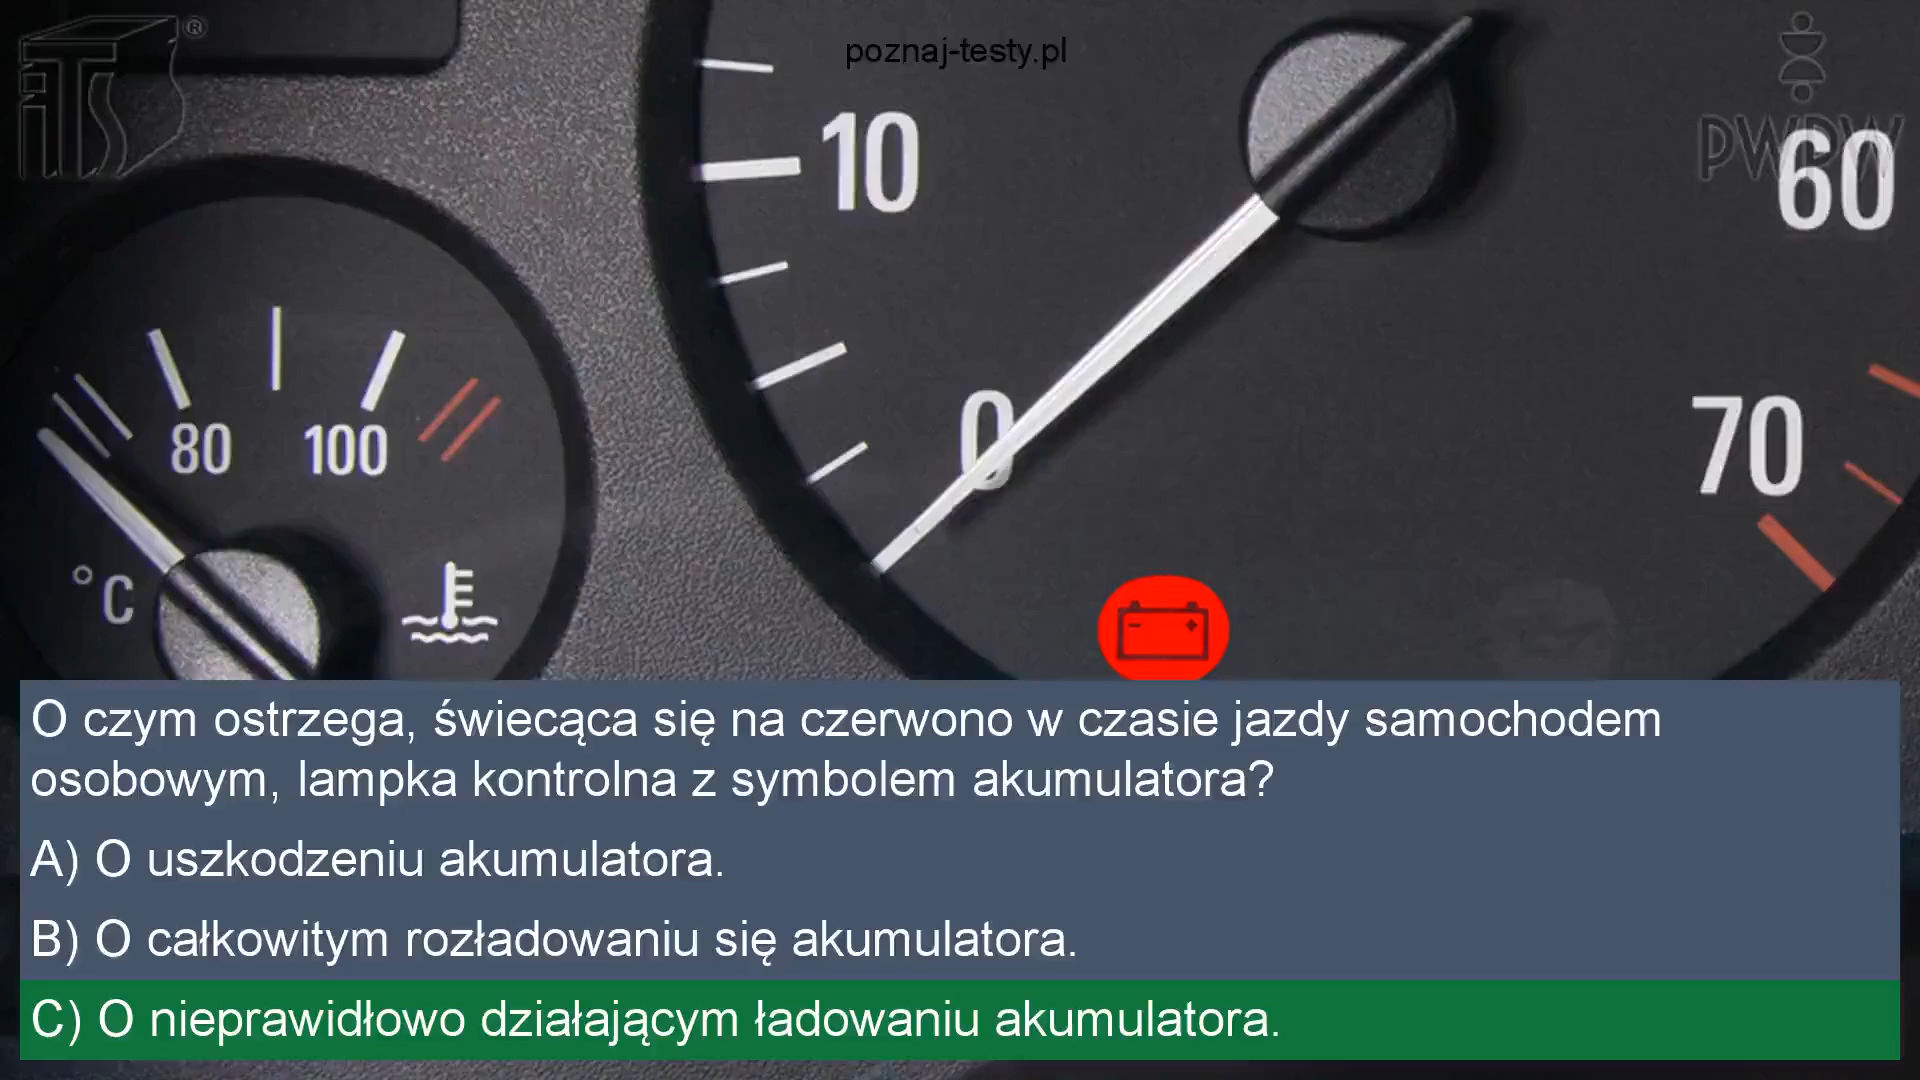 poznaj-testy.pl
iTS ®
PWPW
10
60
0
70
80
100
°C
- +
O czym ostrzega, świecąca się na czerwono w czasie jazdy samochodem
osobowym, lampka kontrolna z symbolem akumulatora?
A) O uszkodzeniu akumulatora.
B) O całkowitym rozładowaniu się akumulatora.
C) O nieprawidłowo działającym ładowaniu akumulatora.